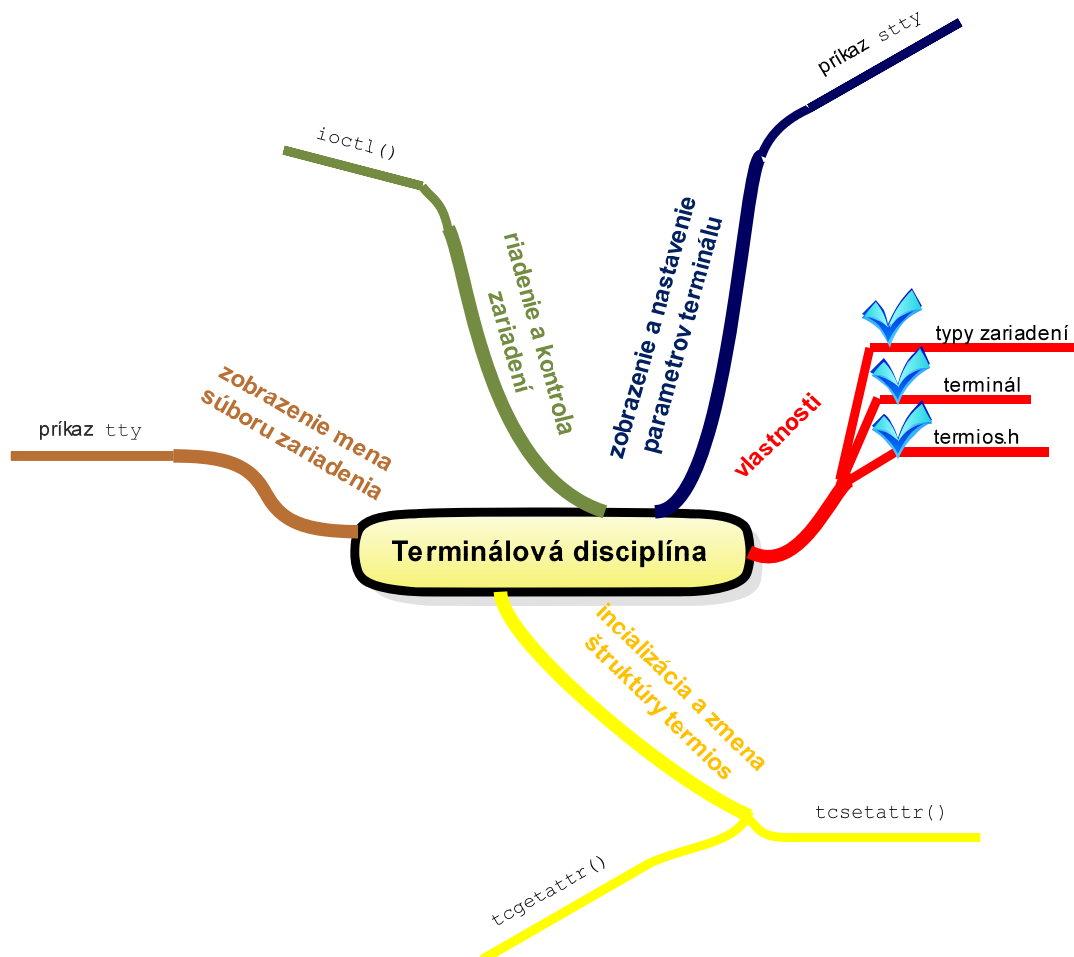 príkaz stty
ioctl()
zobrazenie a nastavenie
parametrov terminálu
riadenie a kontrola
zariadení
typy zariadení
terminál
termios.h
vlastnosti
zobrazenie mena
súboru zariadenia
príkaz tty
Terminálová disciplína
incializácia a zmena
štruktúry termios
tcsetattr()
tcgetattr()